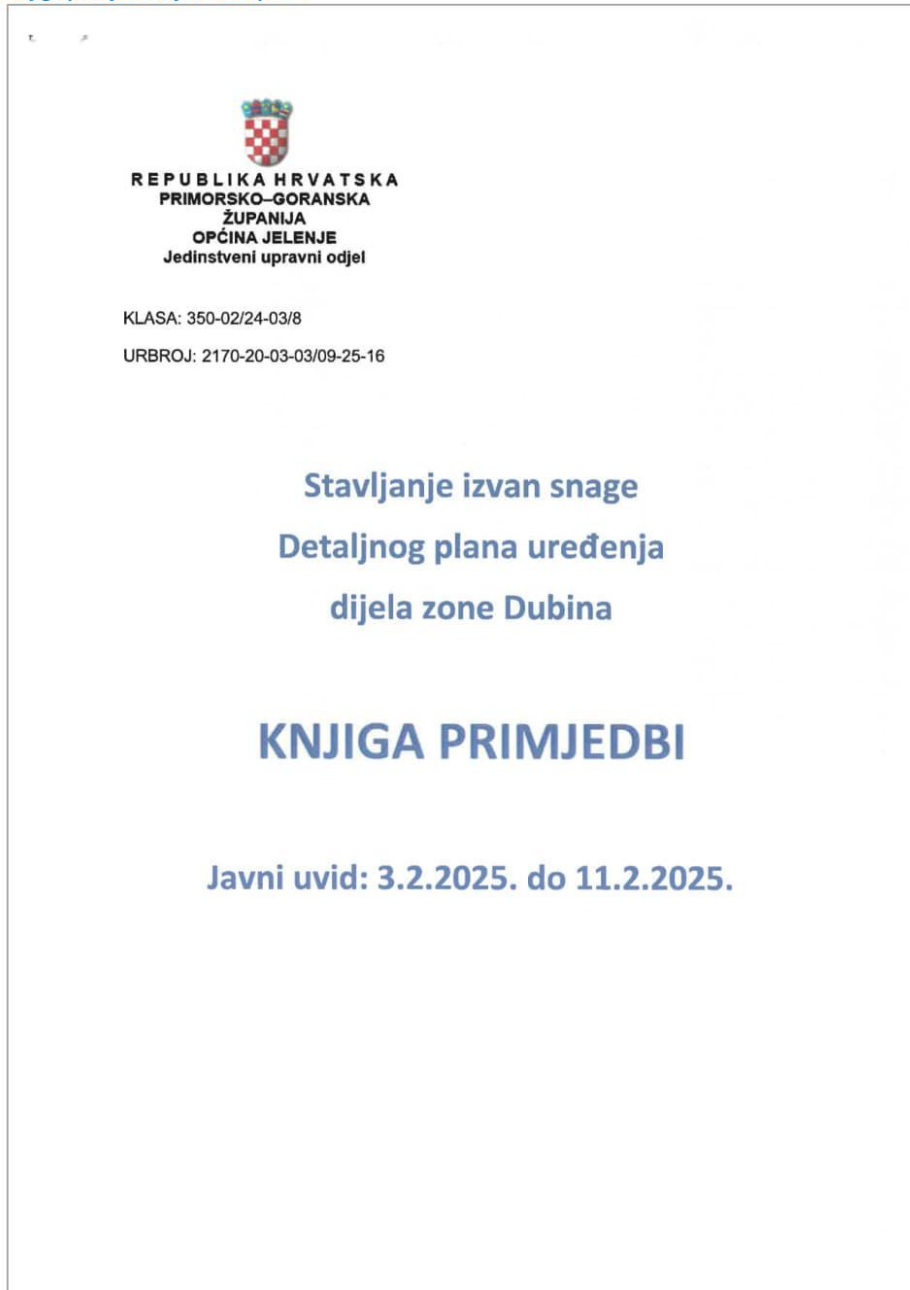 REPUBLIKA HRVATSKA
PRIMORSKO–GORANSKA
ŽUPANIJA
OPĆINA JELENJE
Jedinstveni upravni odjel
KLASA: 350-02/24-03/8
URBROJ: 2170-20-03-03/09-25-16
Stavljanje izvan snage
Detaljnog plana uređenja
dijela zone Dubina
KNJIGA PRIMJEDBI
Javni uvid: 3.2.2025. do 11.2.2025.